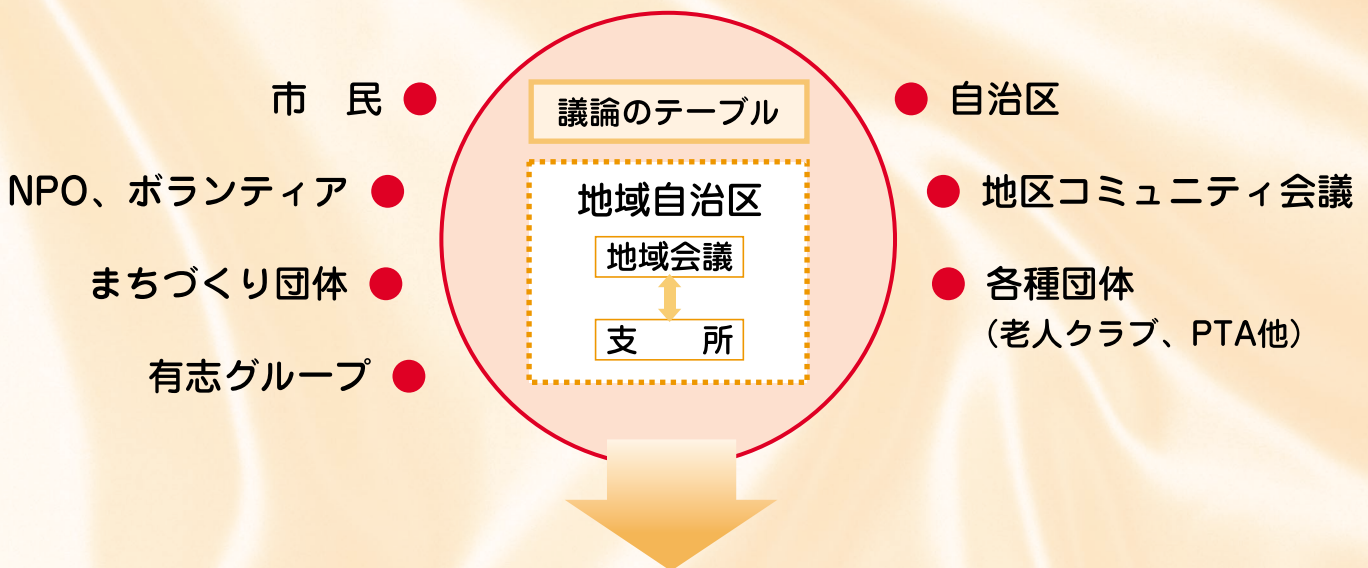 市　民
議論のテーブル
自治区
NPO、ボランティア
地域自治区
地区コミュニティ会議
地域会議
まちづくり団体
各種団体
（老人クラブ、PTA他）
支　　所
有志グループ